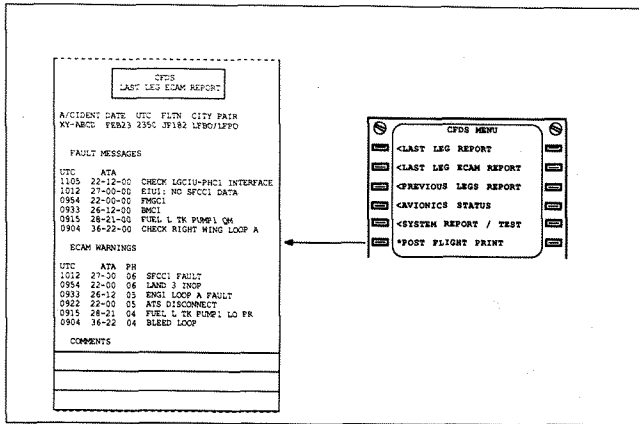 CFDS
LAST LEG ECAM REPORT
A/CIDENT DATE UTC FLTN CITY PAIR
XY-ABCD FEB23 2350 JF182 LFBO/LFPO
FAULT MESSAGES
UTC ATA
1105 22-12-00 CHECK LGCIU-PHC1 INTERFACE
1012 27-00-00 EIU1: NO SFCC1 DATA
0954 22-00-00 FMGC1
0933 26-12-00 BMC1
0915 28-21-00 FUEL L TK PUMP1 QM
0904 36-22-00 CHECK RIGHT WING LOOP A
ECAM WARNINGS
UTC ATA PH
1012 27-00 06 SFCC1 FAULT
0954 22-00 06 LAND 3 INOP
0933 26-12 05 ENG1 LOOP A FAULT
0922 22-00 05 ATS DISCONNECT
0915 28-21 04 FUEL L TK PUMP1 LO PR
0904 36-22 04 BLEED LOOP
COMMENTS
CFDS MENU
<LAST LEG REPORT
<LAST LEG ECAM REPORT
<PREVIOUS LEGS REPORT
<AVIONICS STATUS
<SYSTEM REPORT / TEST
*POST FLIGHT PRINT